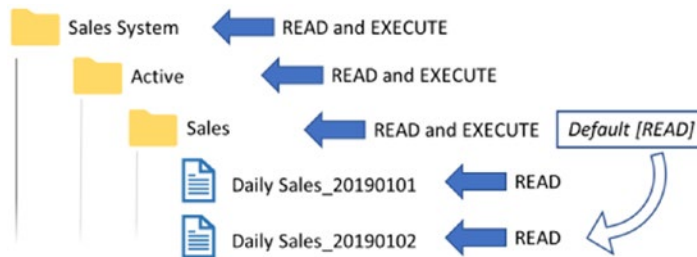 Sales System READ and EXECUTE
Active READ and EXECUTE
Sales READ and EXECUTE Default [READ]
Daily Sales_20190101 READ
Daily Sales_20190102 READ